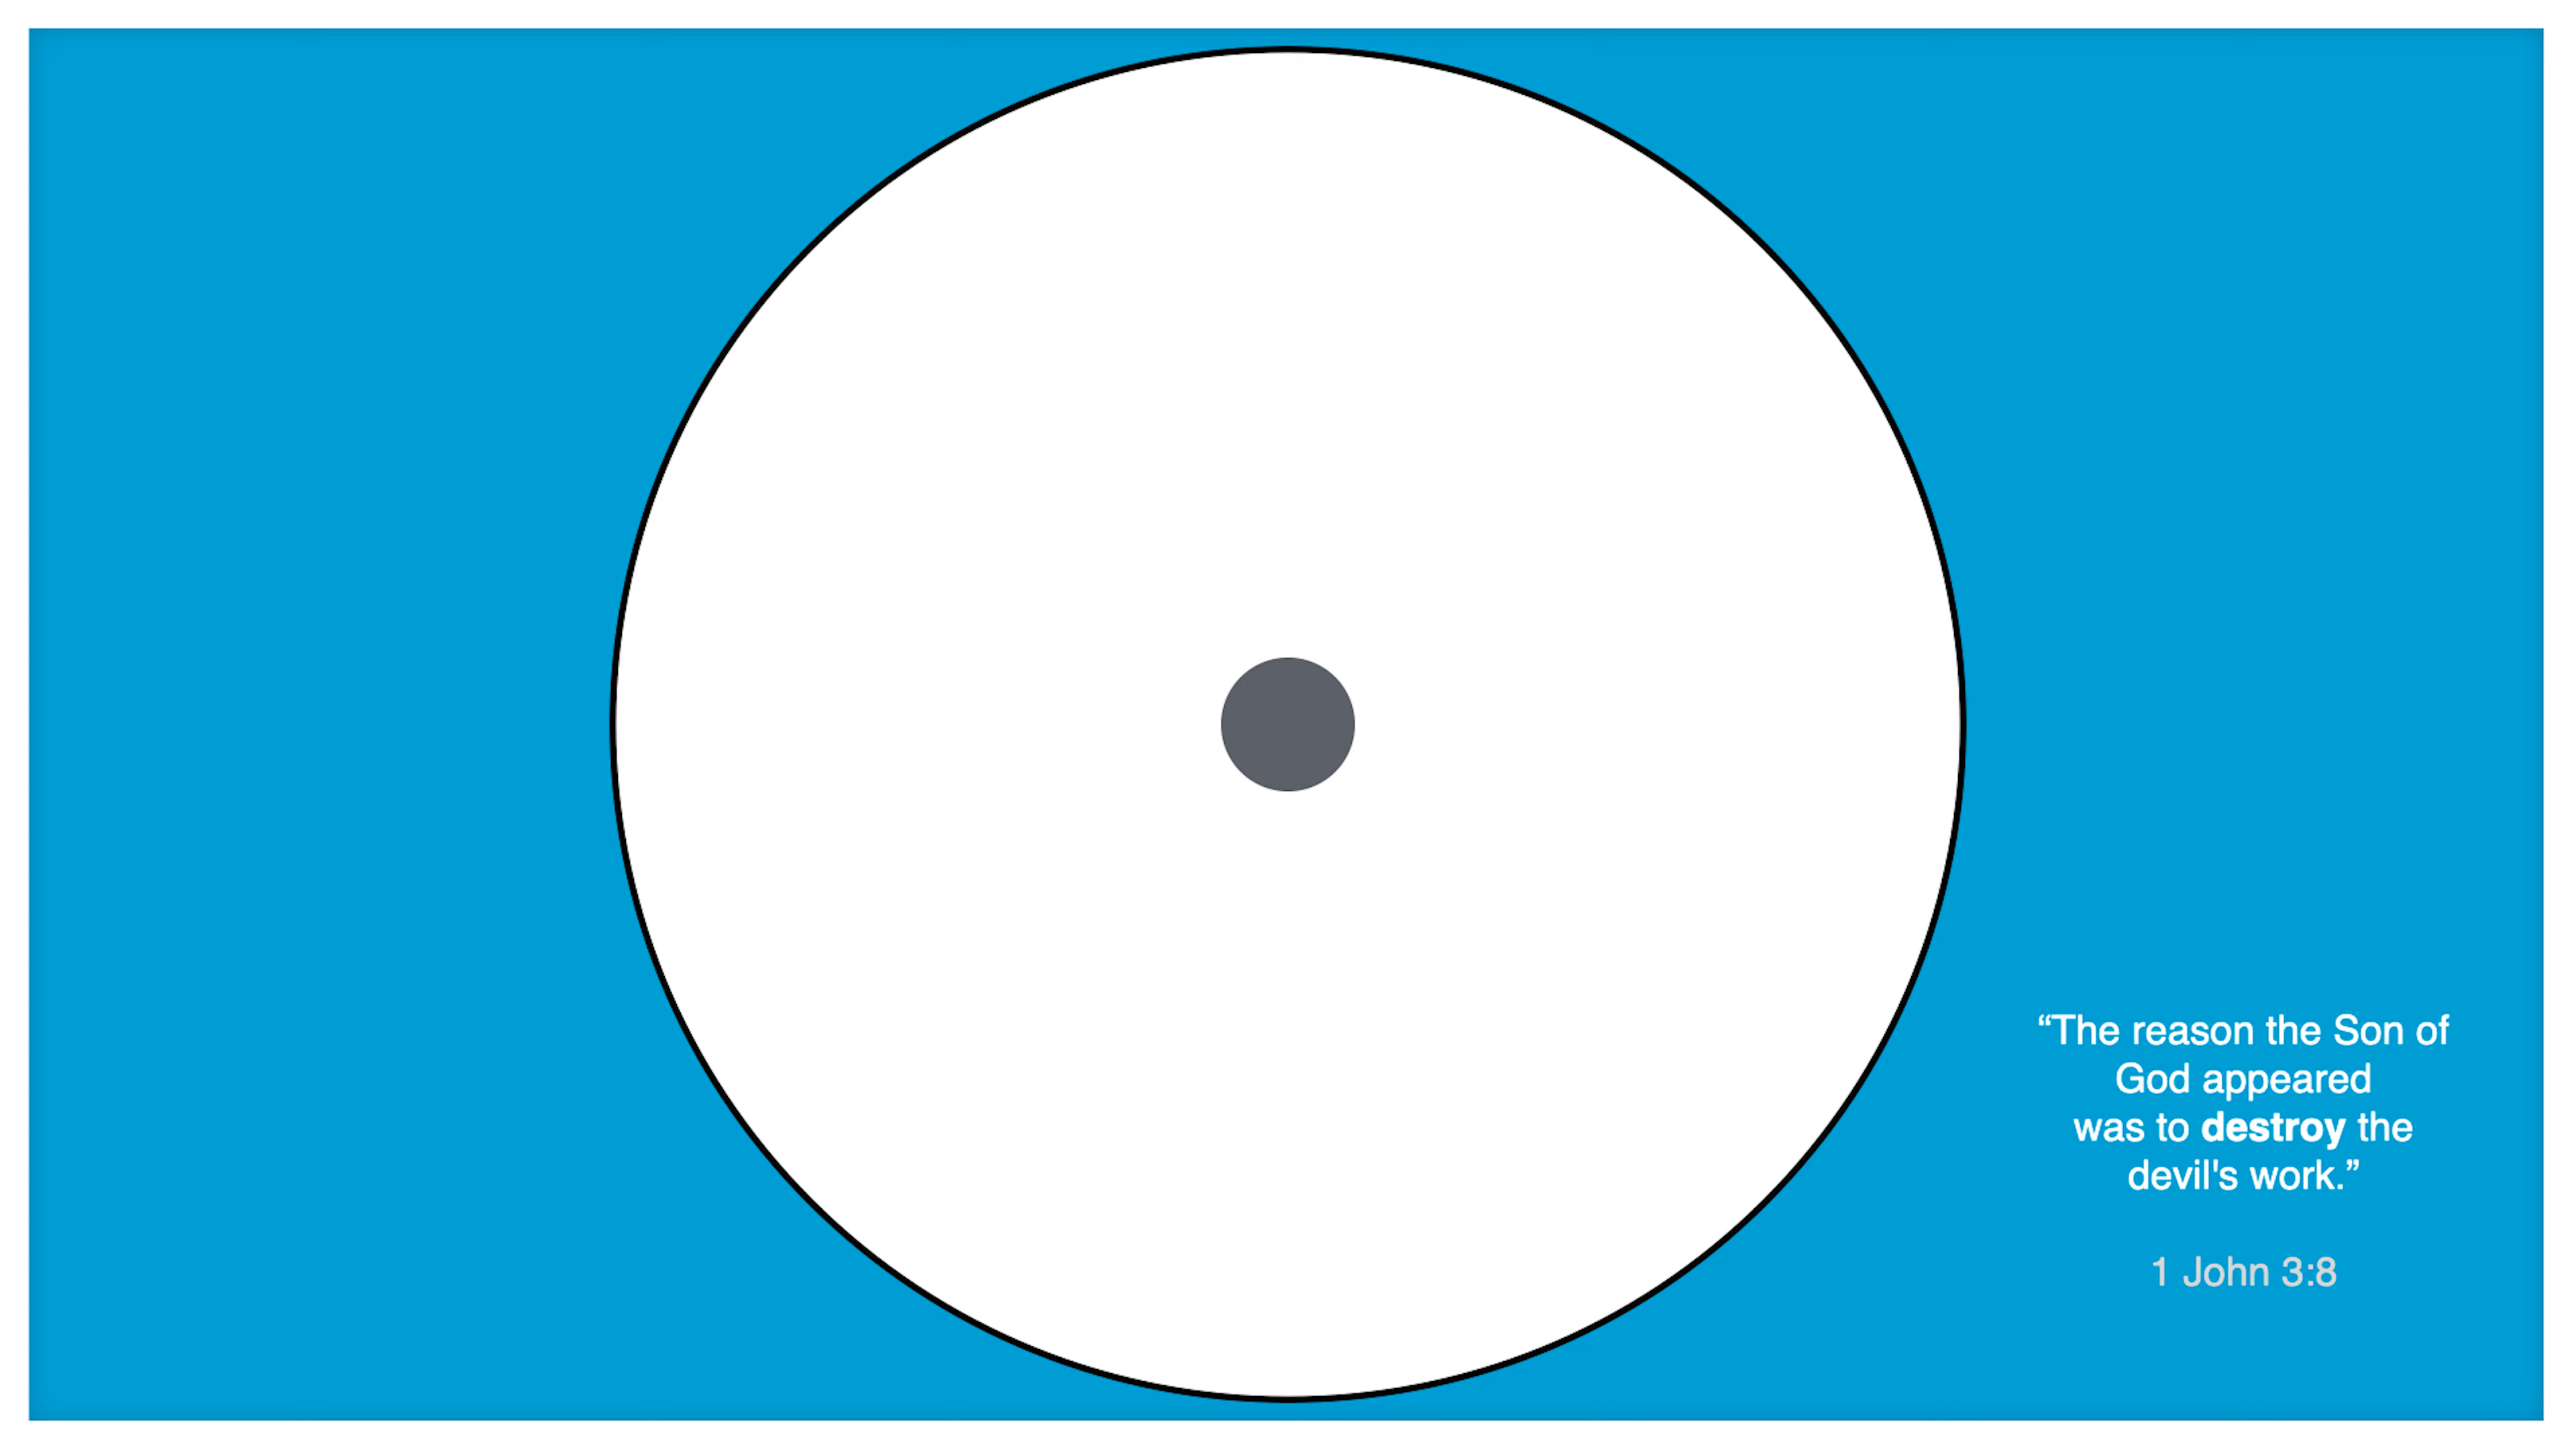 “The reason the Son of
God appeared
was to destroy the
devil's work.”
1 John 3:8